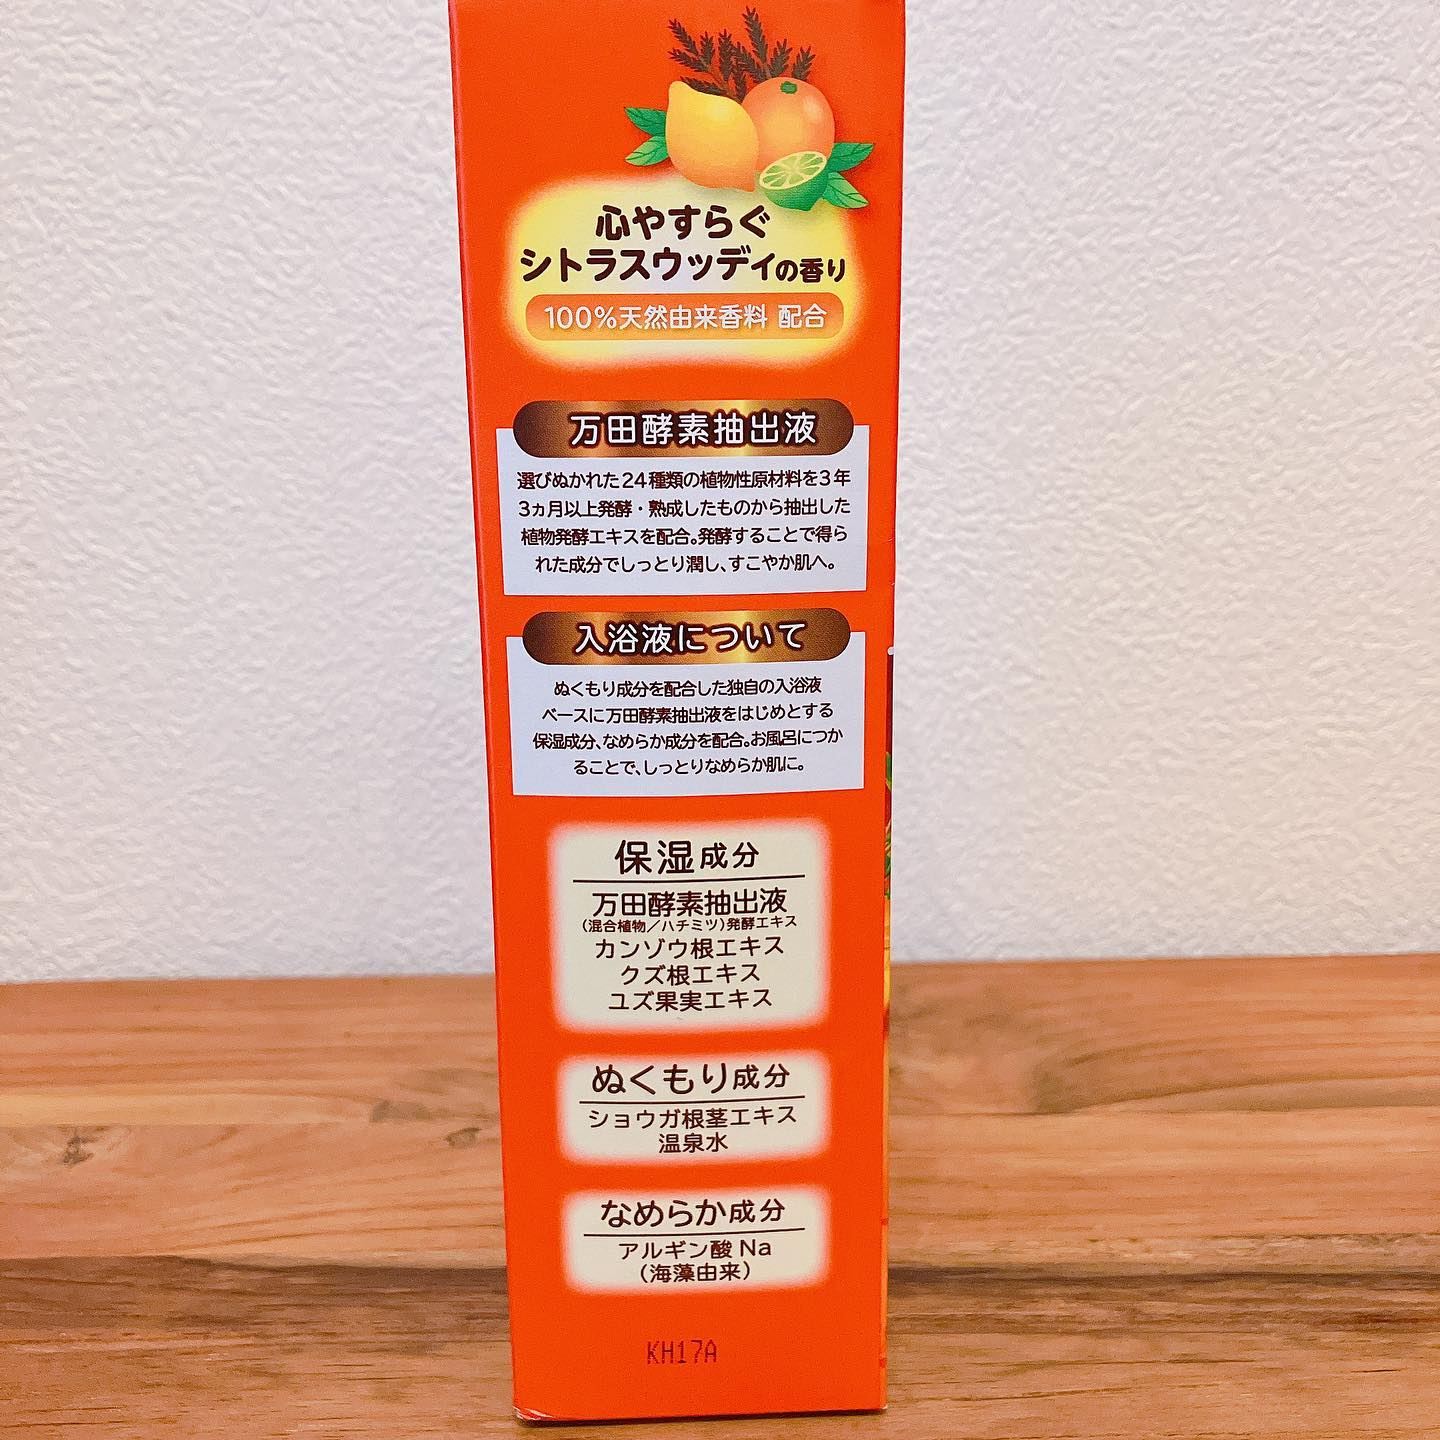 心やすらぐ
シトラスウッディの香り
100%天然由来香料 配合
万田酵素抽出液
選びぬかれた24種類の植物性原材料を3年
3ヵ月以上発酵・熟成したものから抽出した
植物発酵エキスを配合。発酵することで得ら
れた成分でしっとり潤し、すこやか肌へ。
入浴液について
ぬくもり成分を配合した独自の入浴液
ベースに万田酵素抽出液をはじめとする
保湿成分、なめらか成分を配合。お風呂につか
ることで、しっとりなめらか肌に。
保湿成分
万田酵素抽出液
(混合植物/ハチミツ)発酵エキス
カンゾウ根エキス
クズ根エキス
ユズ果実エキス
ぬくもり成分
ショウガ根茎エキス
温泉水
なめらか成分
アルギン酸Na
(海藻由来)
KH17A